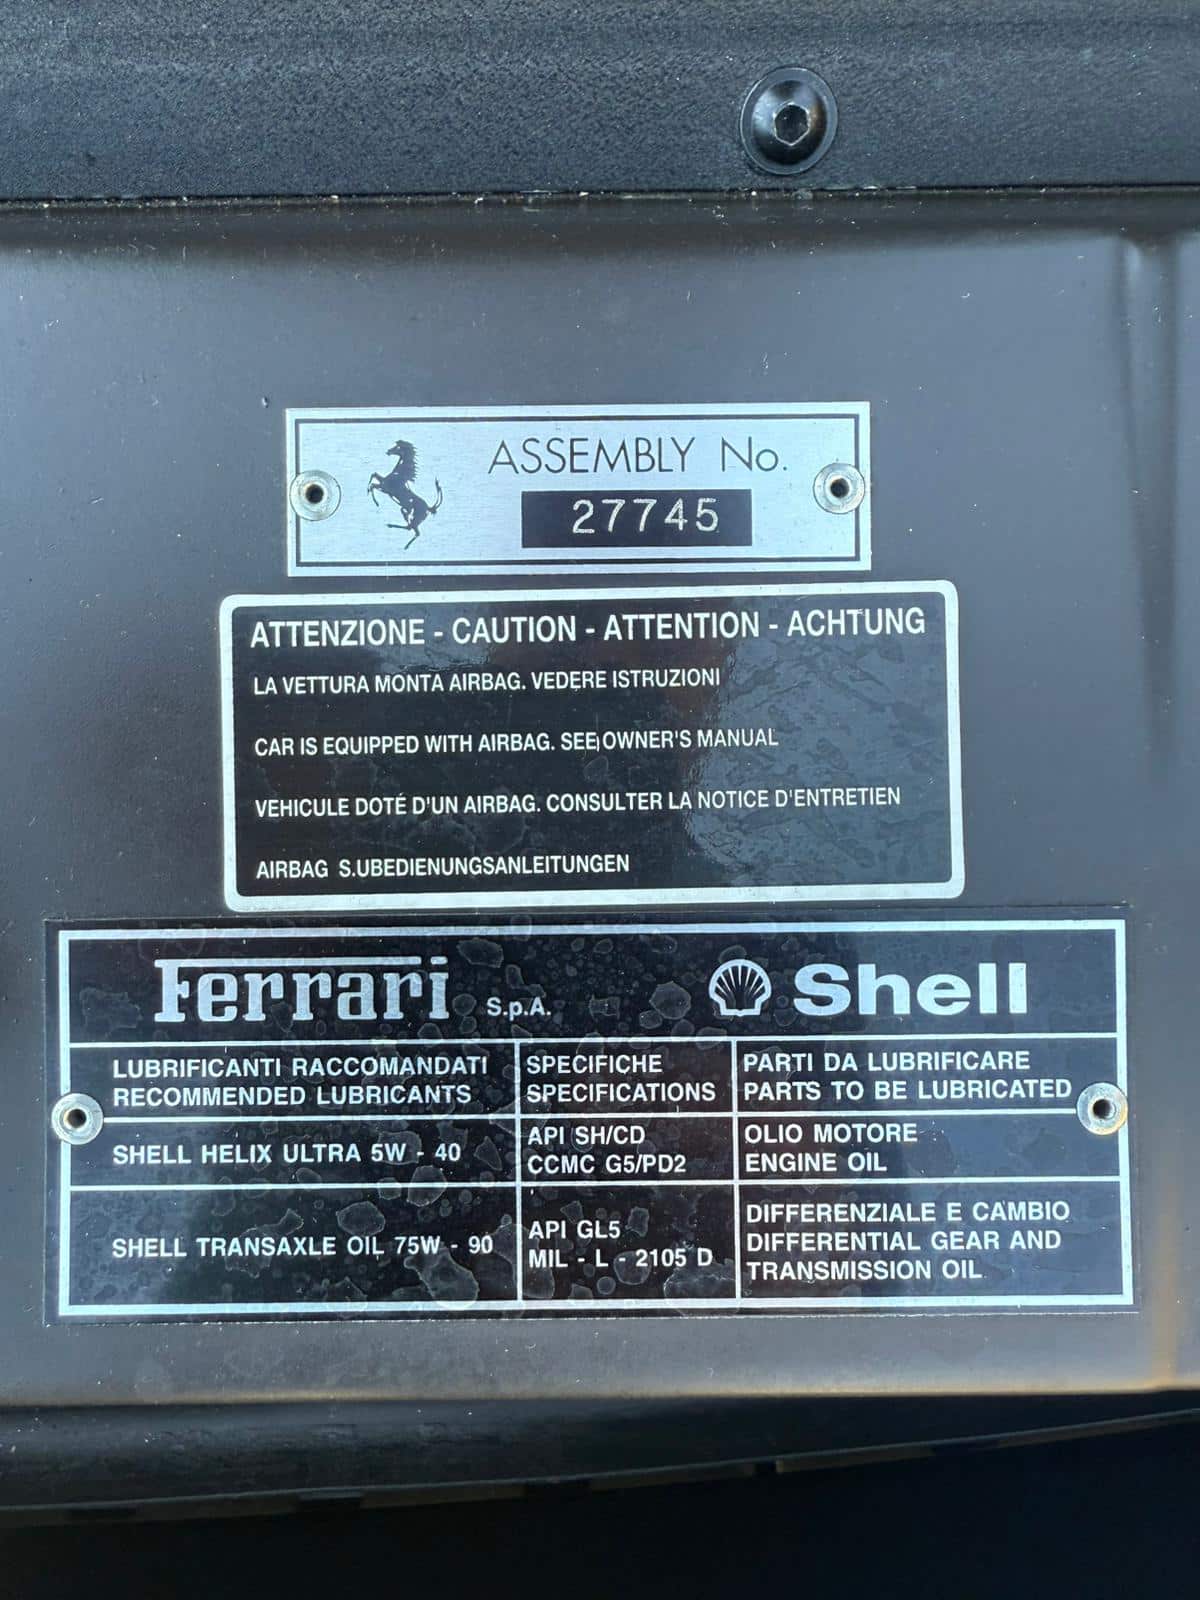 ASSEMBLY No.
27745
ATTENZIONE - CAUTION - ATTENTION - ACHTUNG
LA VETTURA MONTA AIRBAG. VEDERE ISTRUZIONI
CAR IS EQUIPPED WITH AIRBAG. SEE OWNER'S MANUAL
VEHICULE DOTÉ D'UN AIRBAG. CONSULTER LA NOTICE D'ENTRETIEN
AIRBAG S.UBEDIENUNGSANLEITUNGEN
Ferrari S.p.A. Shell
LUBRIFICANTI RACCOMANDATI
RECOMMENDED LUBRICANTS
SPECIFICHE
SPECIFICATIONS
PARTI DA LUBRIFICARE
PARTS TO BE LUBRICATED
SHELL HELIX ULTRA 5W - 40
API SH/CD
CCMC G5/PD2
OLIO MOTORE
ENGINE OIL
SHELL TRANSAXLE OIL 75W - 90
API GL5
MIL - L - 2105 D
DIFFERENZIALE E CAMBIO
DIFFERENTIAL GEAR AND
TRANSMISSION OIL